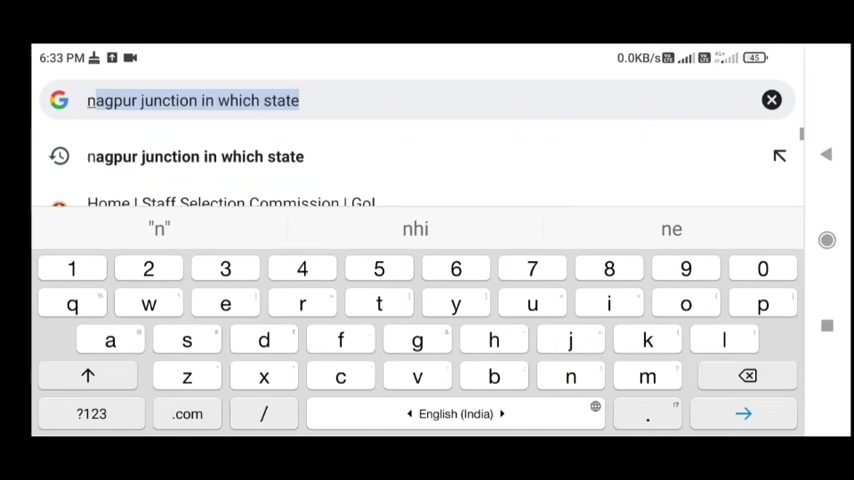 6:33 PM 0.0KB/s 4G+ 45
nagpur junction in which state
nagpur junction in which state
Home | Staff Selection Commission | GoI
"n" nhi ne
1 2 3 4 5 6 7 8 9 0
q w e r t y u i o p
a s d f g h j k l
z x c v b n m
?123 .com / English (India) .